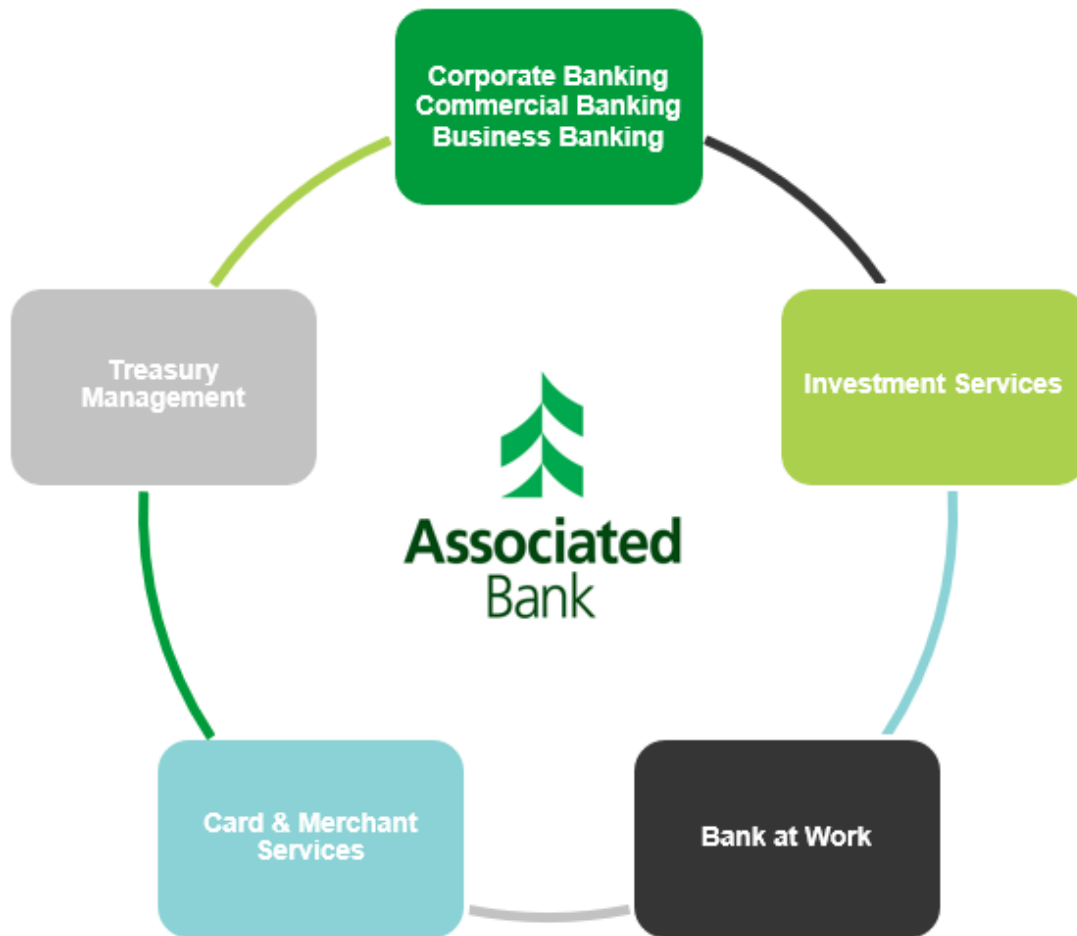 Corporate Banking
Commercial Banking
Business Banking
Treasury
Management
Investment Services
Associated
Bank
Card & Merchant
Services
Bank at Work